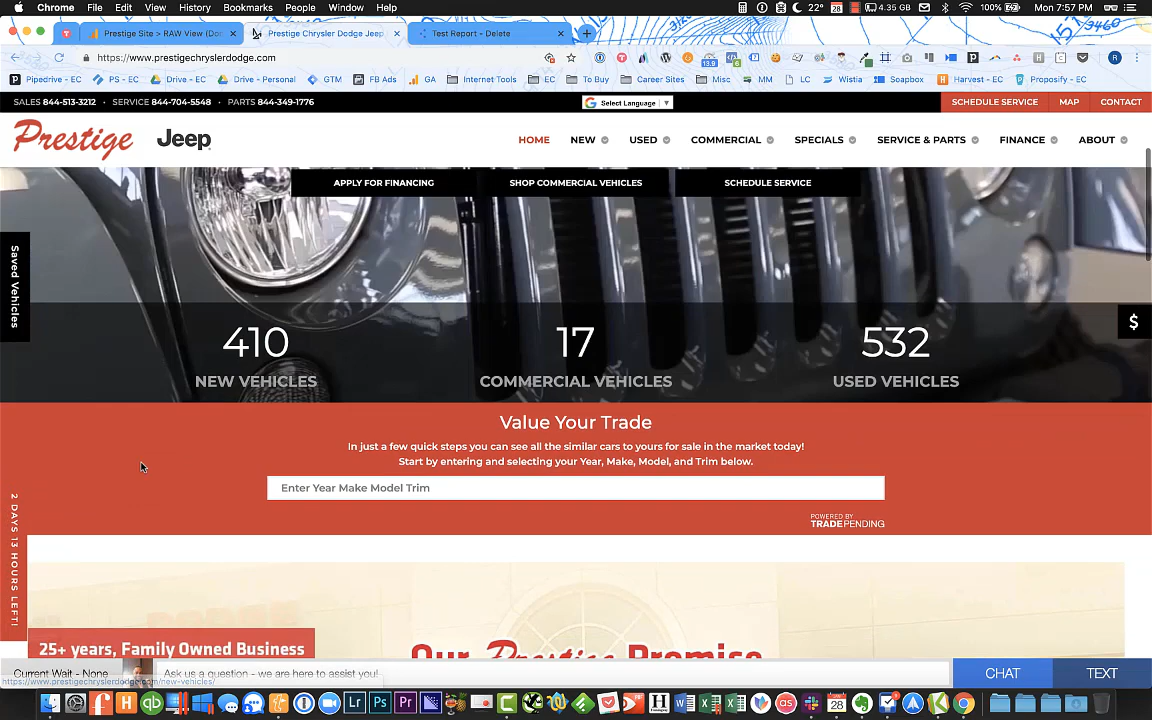 Chrome File Edit View History Bookmarks People Window Help 28 22° 4.35 GB 100% Mon 7:57 PM
Prestige Site > RAW View (Do
Prestige Chrysler Dodge Jeep
Test Report - Delete
https://www.prestigechryslerdodge.com
Pipedrive - EC PS - EC Drive - EC Drive - Personal GTM FB Ads GA Internet Tools EC To Buy Career Sites Misc MM LC Wistia Soapbox Harvest - EC Proposify - EC
SALES 844-513-3212 • SERVICE 844-704-5548 • PARTS 844-349-1776 Select Language SCHEDULE SERVICE MAP CONTACT
Prestige Jeep HOME NEW USED COMMERCIAL SPECIALS SERVICE & PARTS FINANCE ABOUT
APPLY FOR FINANCING SHOP COMMERCIAL VEHICLES SCHEDULE SERVICE
Saved Vehicles
$
410 17 532
NEW VEHICLES COMMERCIAL VEHICLES USED VEHICLES
Value Your Trade
In just a few quick steps you can see all the similar cars to yours for sale in the market today!
Start by entering and selecting your Year, Make, Model, and Trim below.
Enter Year Make Model Trim
POWERED BY
TRADEPENDING
2 DAYS 13 HOURS LEFT!
25+ years, Family Owned Business
Our Prestige Promise
Current Wait - None Ask us a question - we are here to assist you! CHAT TEXT
https://www.prestigechryslerdodge.com/new-vehicles/